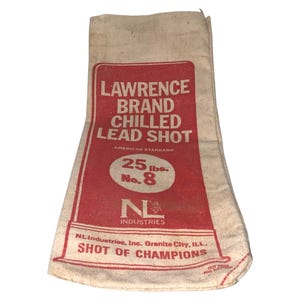 LAWRENCE
BRAND
CHILLED
LEAD SHOT
AMERICAN STANDARD
25 lbs.
No. 8
NL
INDUSTRIES
NL Industries, Inc. Granite City, ILL.
SHOT OF CHAMPIONS